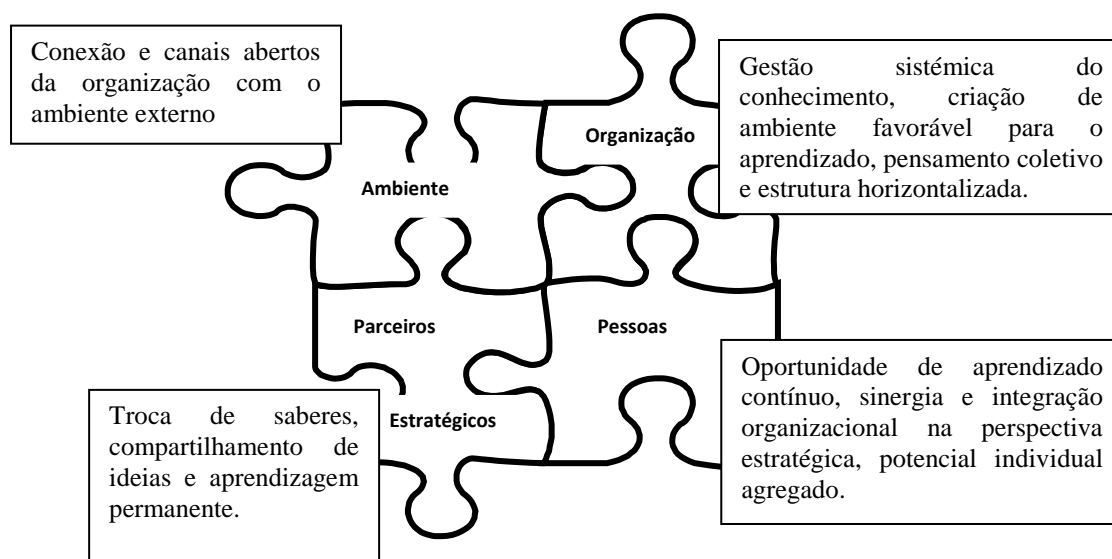 Conexão e canais abertos
da organização com o
ambiente externo
Gestão sistémica do
conhecimento, criação de
ambiente favorável para o
aprendizado, pensamento coletivo
e estrutura horizontalizada.
Organização
Ambiente
Parceiros
Estratégicos
Pessoas
Troca de saberes,
compartilhamento de
ideias e aprendizagem
permanente.
Oportunidade de aprendizado
contínuo, sinergia e integração
organizacional na perspectiva
estratégica, potencial individual
agregado.